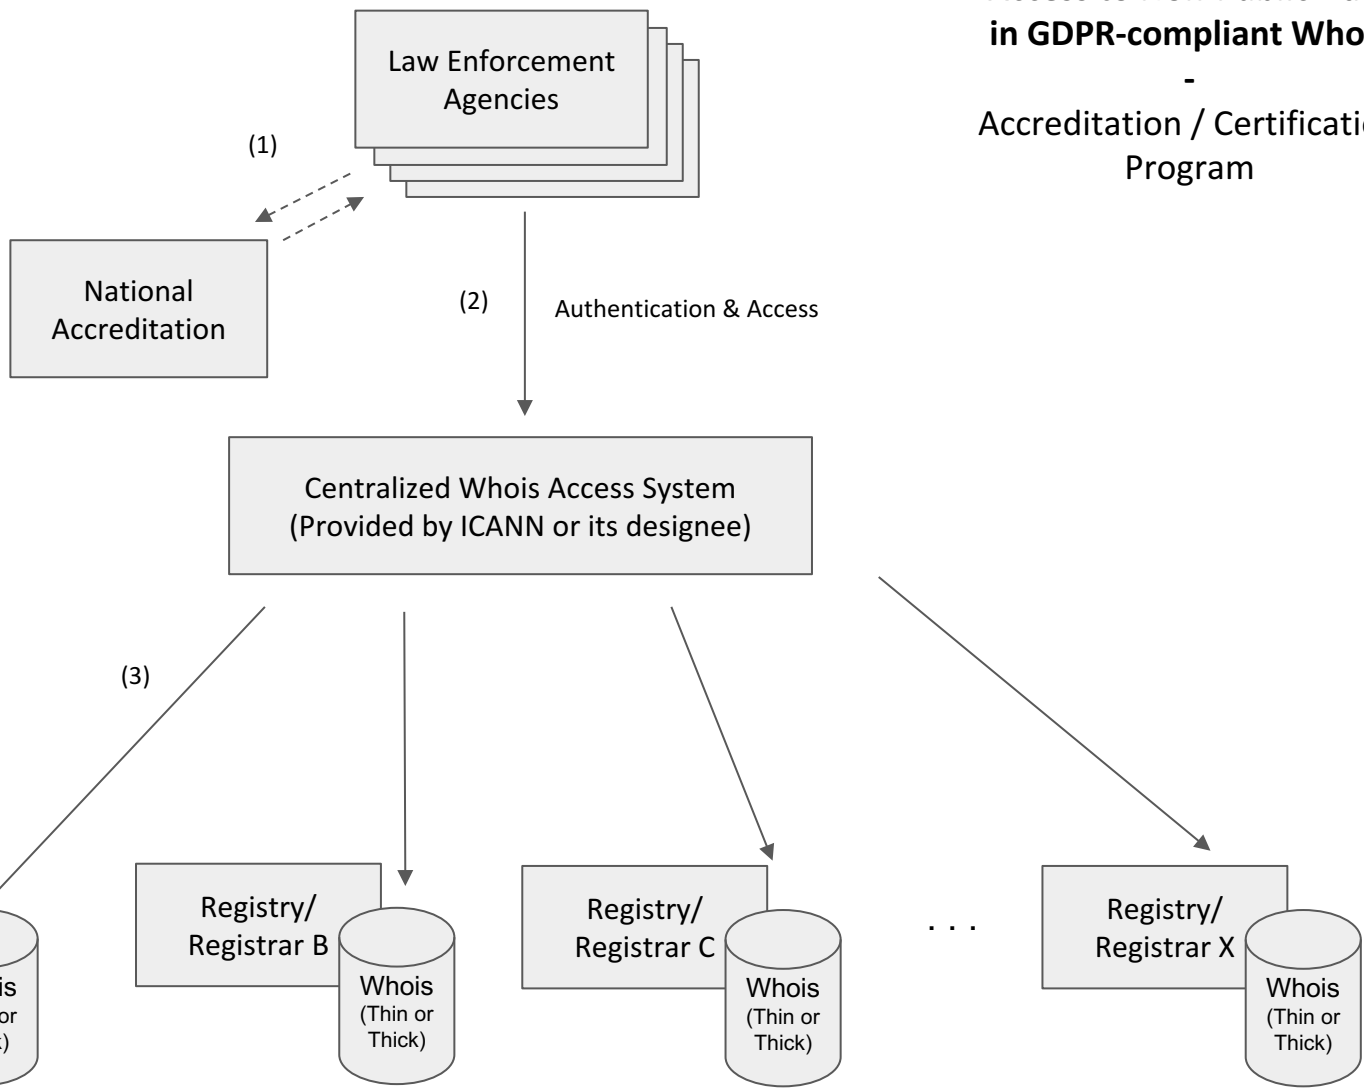 in GDPR-compliant
-
Accreditation /
Program
Law Enforcement
Agencies
(1)
National
Accreditation
(2)
Authentication & Access
Centralized Whois Access System
(Provided by ICANN or its designee)
(3)
Registry/
Registrar B
Whois
(Thin or
Thick)
Registry/
Registrar C
Whois
(Thin or
Thick)
. . .
Registry/
Registrar X
Whois
(Thin or
Thick)
or